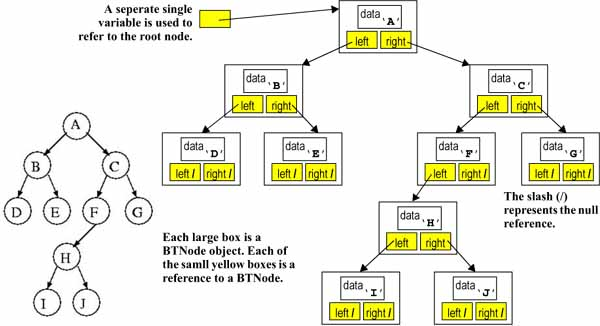 A seperate single
variable is used to
refer to the root node.
data
'A'
left right
data
'B'
left right
data
'C'
left right
data
'D'
left / right /
data
'E'
left / right /
data
'F'
left right /
data
'G'
left / right /
The slash (/)
represents the null
reference.
data
'H'
left right
data
'I'
left / right /
data
'J'
left / right /
Each large box is a
BTNode object. Each of
the samll yellow boxes is a
reference to a BTNode.
A
B C
D E F G
H
I J